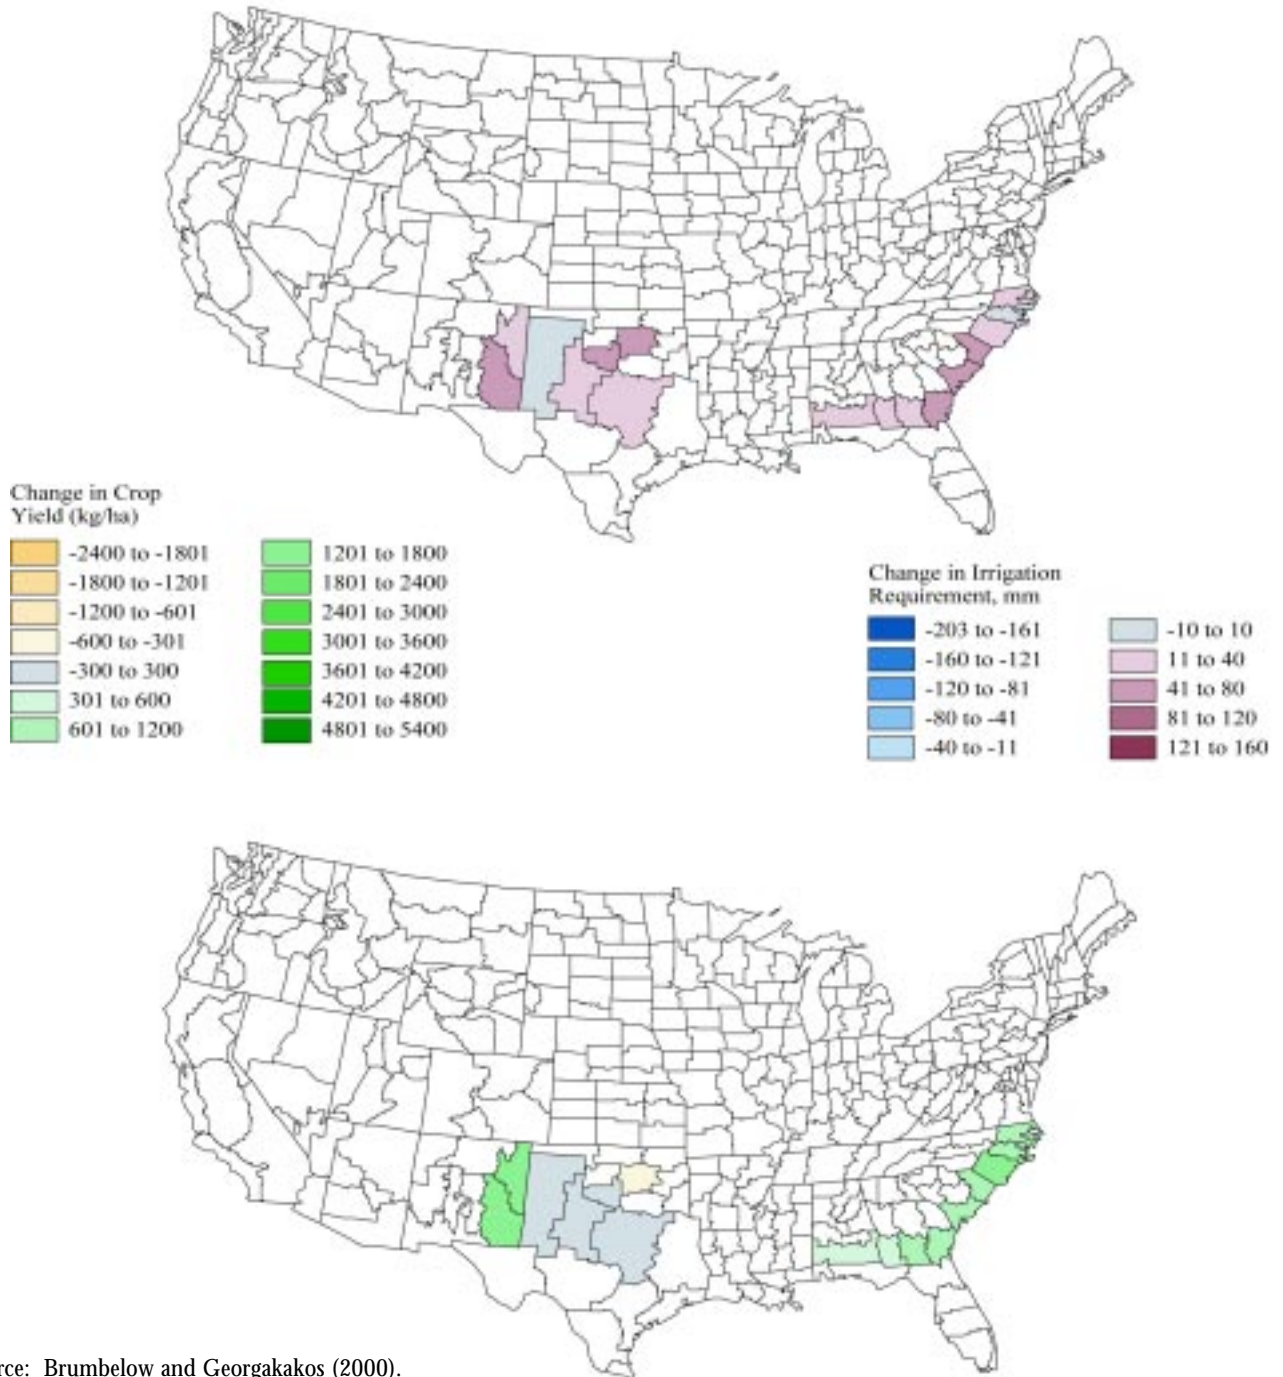 Change in Crop
Yield (kg/ha)
-2400 to -1801
-1800 to -1201
-1200 to -601
-600 to -301
-300 to 300
301 to 600
601 to 1200
1201 to 1800
1801 to 2400
2401 to 3000
3001 to 3600
3601 to 4200
4201 to 4800
4801 to 5400
Change in Irrigation
Requirement, mm
-203 to -161
-160 to -121
-120 to -81
-80 to -41
-40 to -11
-10 to 10
11 to 40
41 to 80
81 to 120
121 to 160
rce: Brumbelow and Georgakakos (2000).